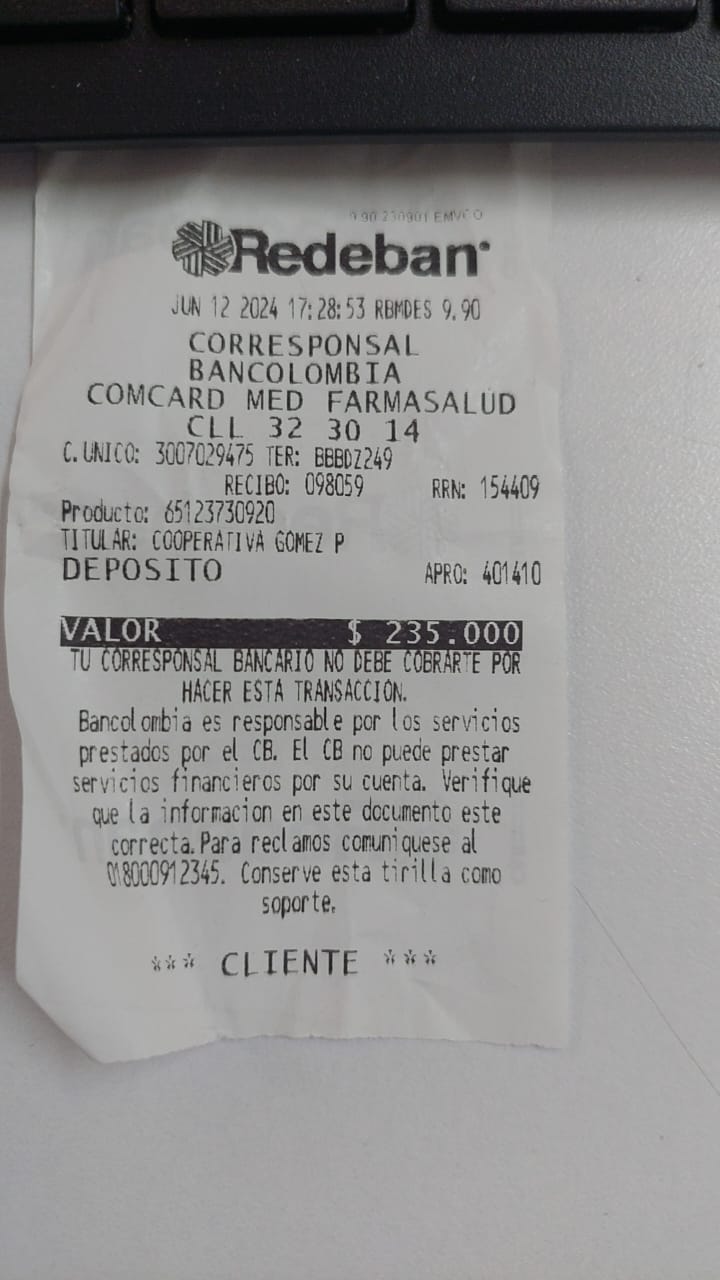 9.90 230901 EMVCO
Redeban
JUN 12 2024 17:28:53 RBMDES 9.90
CORRESPONSAL
BANCOLOMBIA
COMCARD MED FARMASALUD
CLL 32 30 14
C.UNICO: 3007029475 TER: BBBDZ249
RECIBO: 098059 RRN: 154409
Producto: 65123730920
TITULAR: COOPERATIVA GOMEZ P
DEPOSITO APRO: 401410
VALOR $ 235.000
TU CORRESPONSAL BANCARIO NO DEBE COBRARTE POR
HACER ESTA TRANSACCION.
Bancolombia es responsable por los servicios
prestados por el CB. El CB no puede prestar
servicios financieros por su cuenta. Verifique
que la informacion en este documento este
correcta.Para reclamos comuniquese al
018000912345. Conserve esta tirilla como
soporte.
*** CLIENTE ***